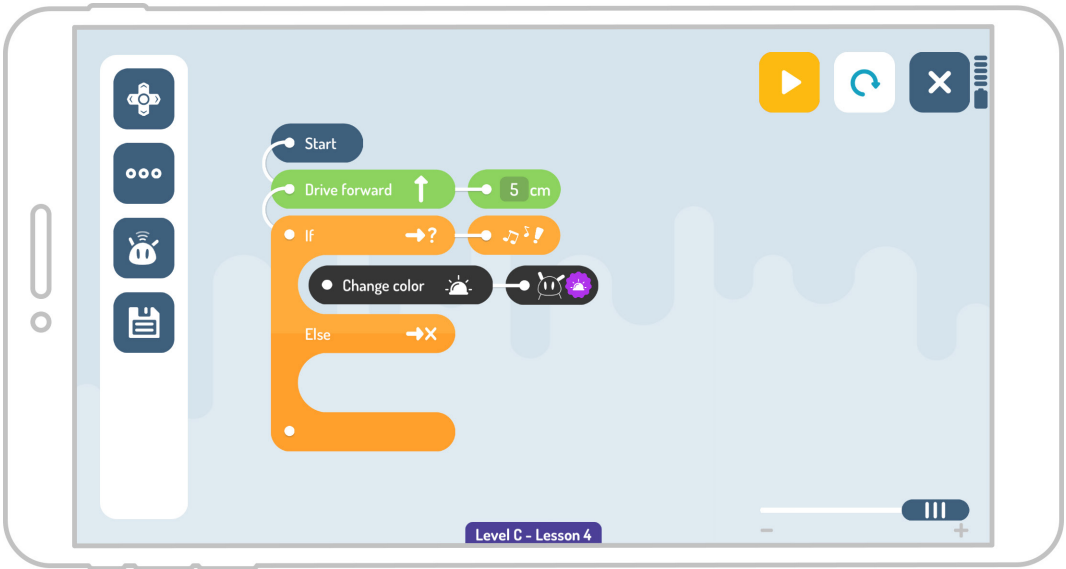 Start
Drive forward 5 cm
If ?
Change color
Else
Level C - Lesson 4